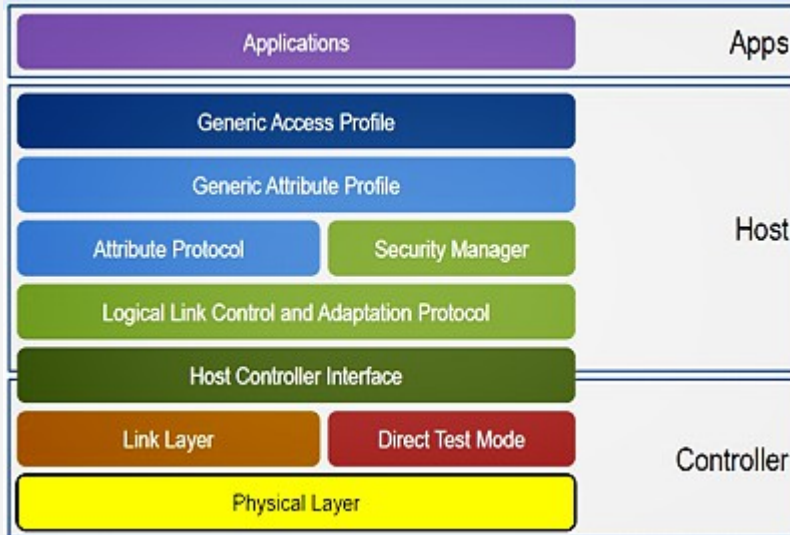 Applications
Apps
Generic Access Profile
Generic Attribute Profile
Attribute Protocol
Security Manager
Host
Logical Link Control and Adaptation Protocol
Host Controller Interface
Link Layer
Direct Test Mode
Controller
Physical Layer